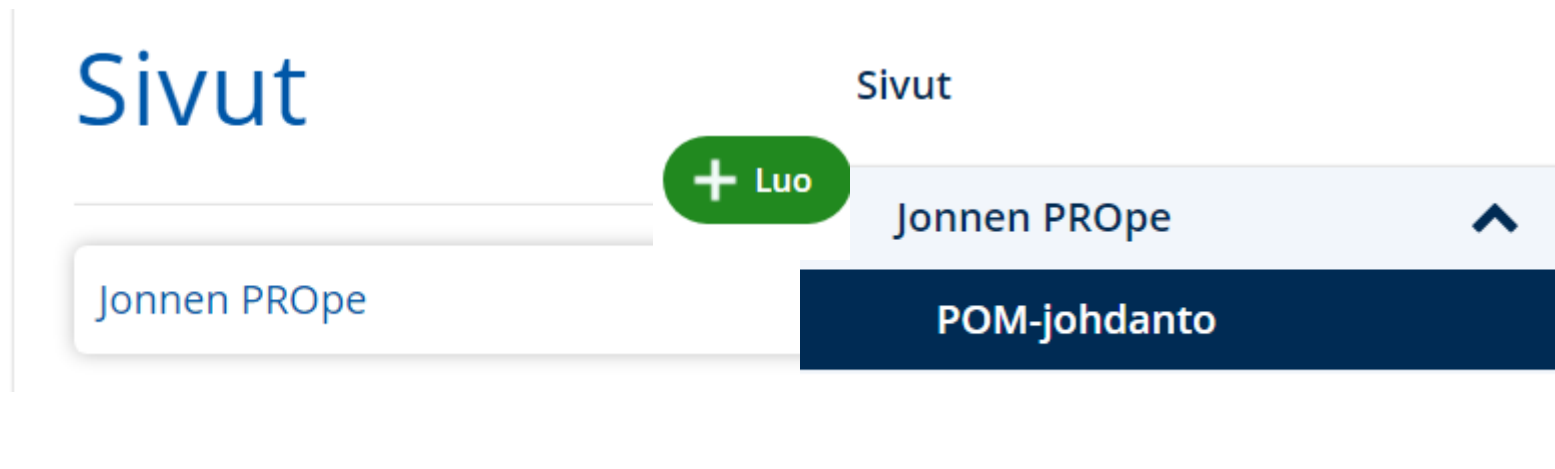 Sivut
Luo
Jonnen PROpe
Sivut
Jonnen PROpe
POM-johdanto